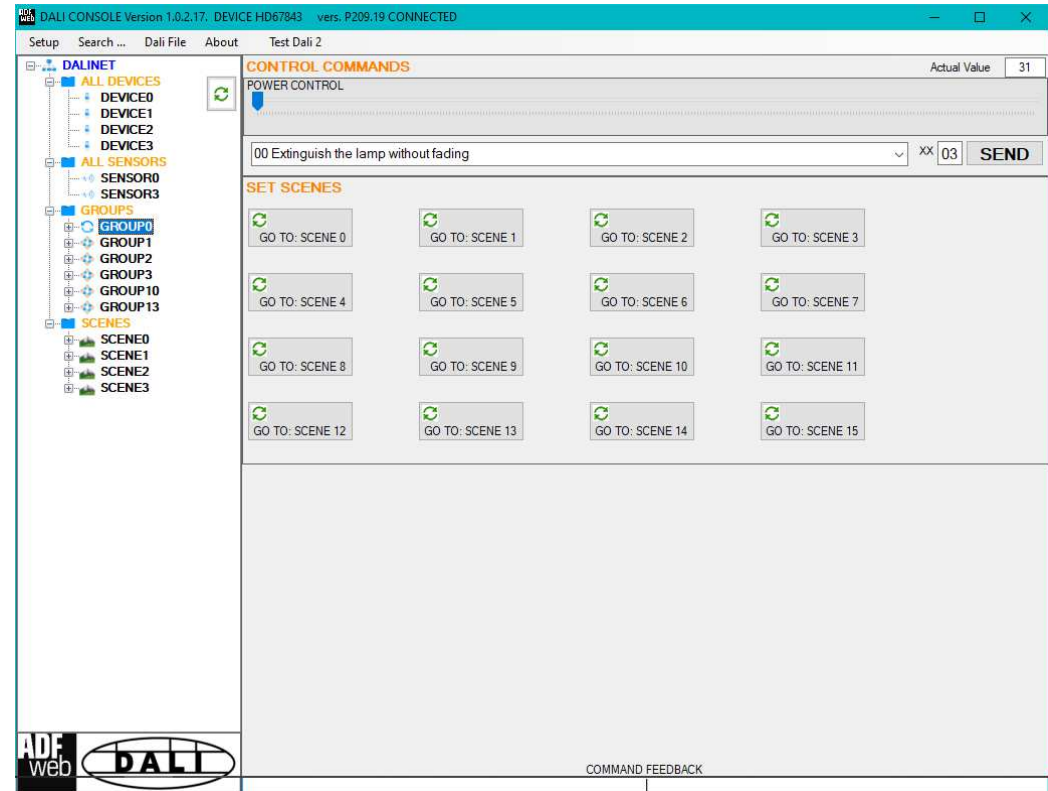 DALI CONSOLE Version 1.0.2.17. DEVICE HD67843 vers. P209.19 CONNECTED
Setup Search ... Dali File About Test Dali 2
DALINET
ALL DEVICES
DEVICE0
DEVICE1
DEVICE2
DEVICE3
ALL SENSORS
SENSOR0
SENSOR3
GROUPS
GROUP0
GROUP1
GROUP2
GROUP3
GROUP10
GROUP13
SCENES
SCENE0
SCENE1
SCENE2
SCENE3
CONTROL COMMANDS
Actual Value 31
POWER CONTROL
00 Extinguish the lamp without fading
XX 03 SEND
SET SCENES
GO TO: SCENE 0 GO TO: SCENE 1 GO TO: SCENE 2 GO TO: SCENE 3
GO TO: SCENE 4 GO TO: SCENE 5 GO TO: SCENE 6 GO TO: SCENE 7
GO TO: SCENE 8 GO TO: SCENE 9 GO TO: SCENE 10 GO TO: SCENE 11
GO TO: SCENE 12 GO TO: SCENE 13 GO TO: SCENE 14 GO TO: SCENE 15
COMMAND FEEDBACK
ADF
web
DALI